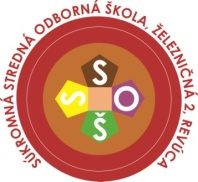 SÚKROMNÁ STREDNÁ ODBORNÁ ŠKOLA, ŽELEZNIČNÁ 2, REVÚCA
S
S O
Š